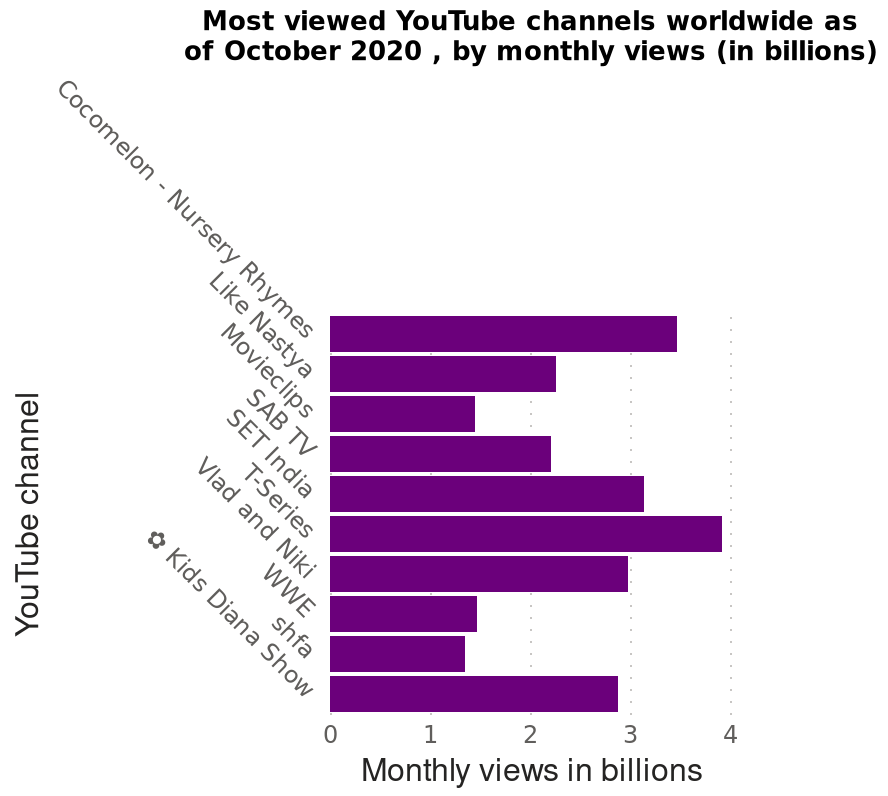 Most viewed YouTube channels worldwide as
of October 2020 , by monthly views (in billions)
Cocomelon - Nursery Rhymes
Like Nastya
Movieclips
SAB TV
SET India
T-Series
Vlad and Niki
WWE
shfa
✿ Kids Diana Show
YouTube channel
0 1 2 3 4
Monthly views in billions